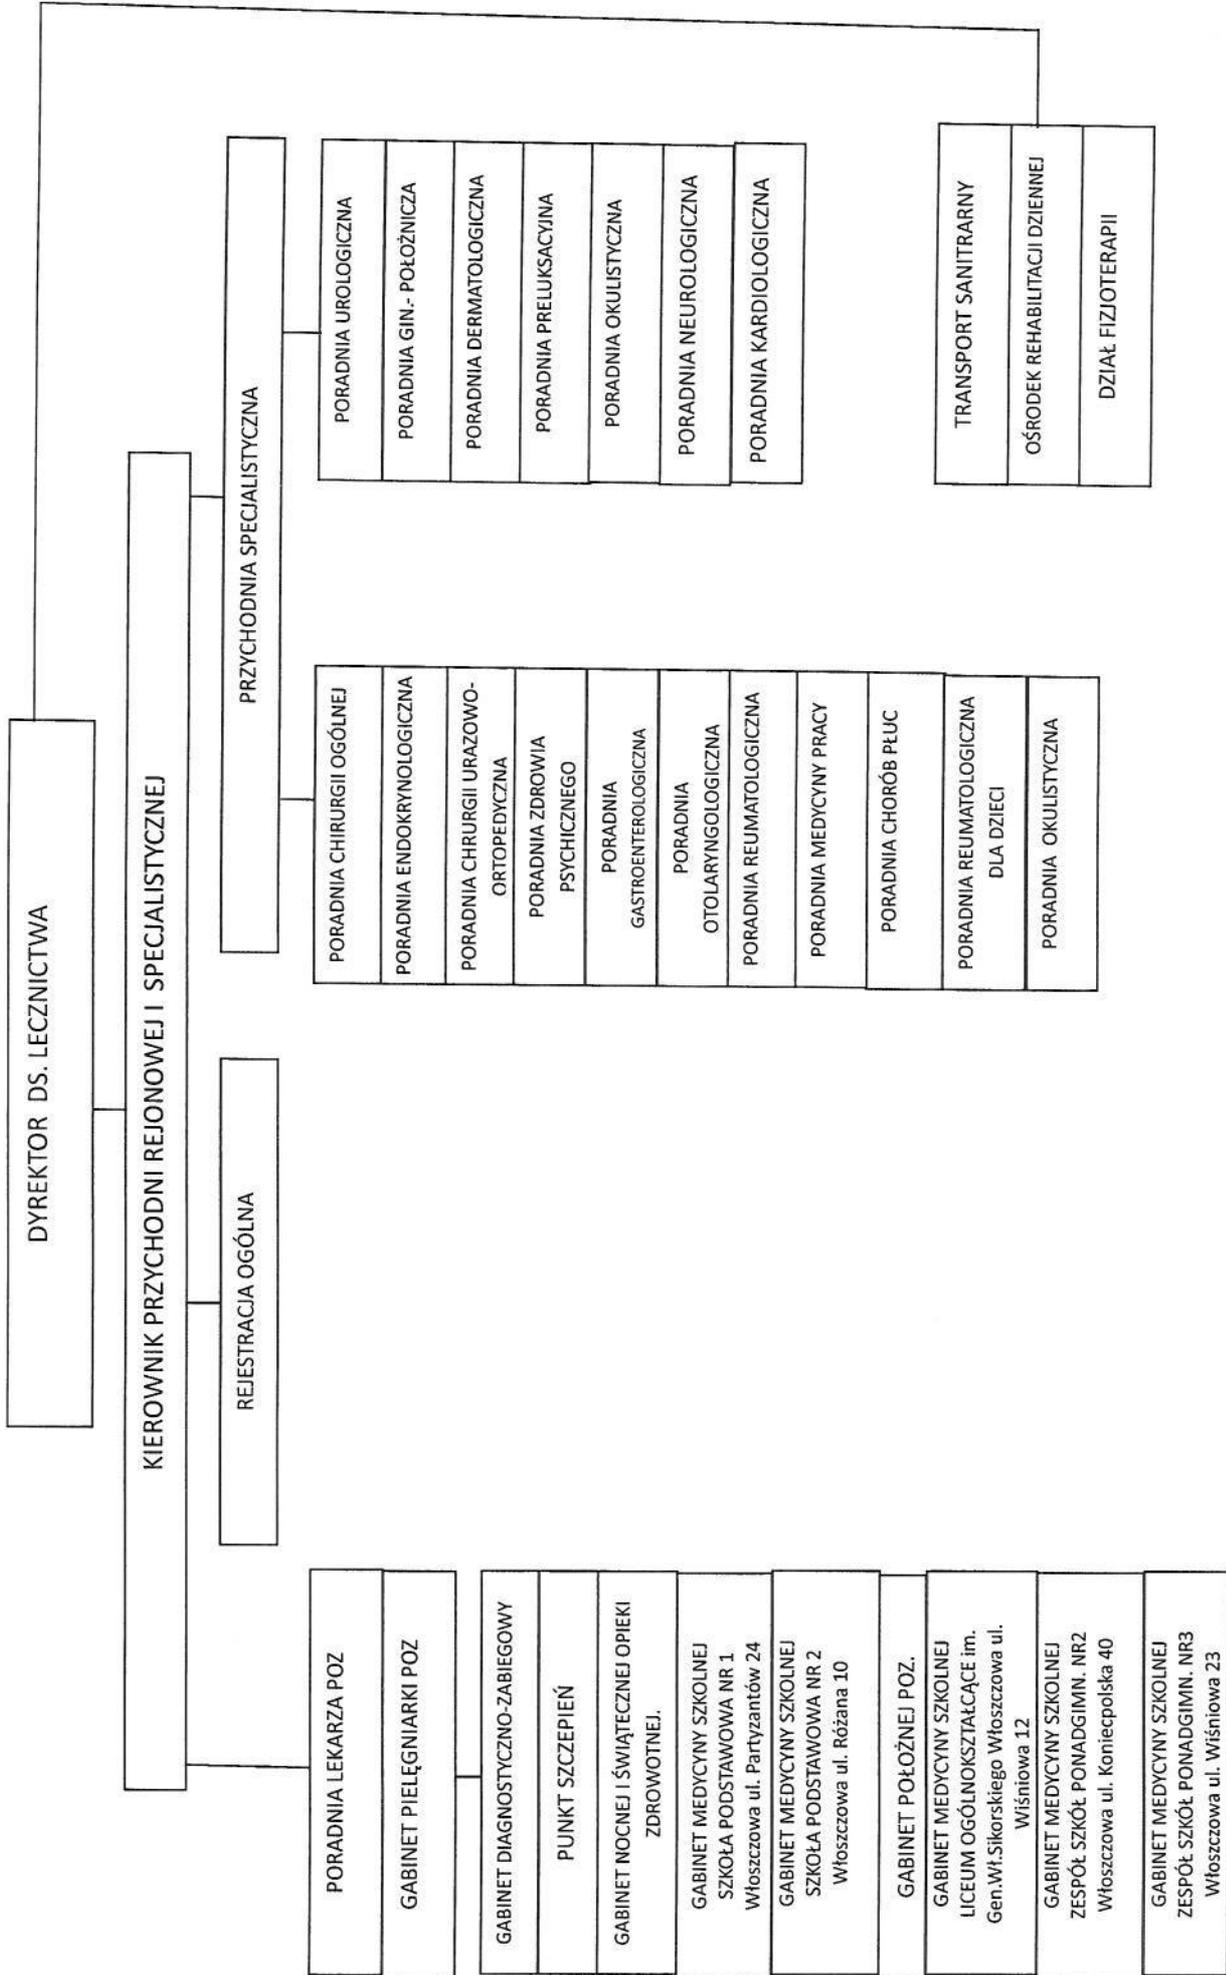 DYREKTOR DS. LECZNICTWA
KIEROWNIK PRZYCHODNI REJONOWEJ I SPECJALISTYCZNEJ
REJESTRACJA OGÓLNA
PRZYCHODNIA SPECJALISTYCZNA
PORADNIA LEKARZA POZ
GABINET PIELĘGNIARKI POZ
GABINET DIAGNOSTYCZNO-ZABIEGOWY
PUNKT SZCZEPIEŃ
GABINET NOCNEJ I ŚWIĄTECZNEJ OPIEKI
ZDROWOTNEJ.
GABINET MEDYCYNY SZKOLNEJ
SZKOŁA PODSTAWOWA NR 1
Włoszczowa ul. Partyzantów 24
GABINET MEDYCYNY SZKOLNEJ
SZKOŁA PODSTAWOWA NR 2
Włoszczowa ul. Różana 10
GABINET POŁOŻNEJ POZ.
GABINET MEDYCYNY SZKOLNEJ
LICEUM OGÓLNOKSZTAŁCĄCE im.
Gen.Wł.Sikorskiego Włoszczowa ul.
Wiśniowa 12
GABINET MEDYCYNY SZKOLNEJ
ZESPÓŁ SZKÓŁ PONADGIMN. NR2
Włoszczowa ul. Koniecpolska 40
GABINET MEDYCYNY SZKOLNEJ
ZESPÓŁ SZKÓŁ PONADGIMN. NR3
Włoszczowa ul. Wiśniowa 23
PORADNIA CHIRURGII OGÓLNEJ
PORADNIA ENDOKRYNOLOGICZNA
PORADNIA CHRURGII URAZOWO-
ORTOPEDYCZNA
PORADNIA ZDROWIA
PSYCHICZNEGO
PORADNIA
GASTROENTEROLOGICZNA
PORADNIA
OTOLARYNGOLOGICZNA
PORADNIA REUMATOLOGICZNA
PORADNIA MEDYCYNY PRACY
PORADNIA CHORÓB PŁUC
PORADNIA REUMATOLOGICZNA
DLA DZIECI
PORADNIA OKULISTYCZNA
PORADNIA UROLOGICZNA
PORADNIA GIN.- POŁOŻNICZA
PORADNIA DERMATOLOGICZNA
PORADNIA PRELUKSACYJNA
PORADNIA OKULISTYCZNA
PORADNIA NEUROLOGICZNA
PORADNIA KARDIOLOGICZNA
TRANSPORT SANITRARNY
OŚRODEK REHABILITACJI DZIENNEJ
DZIAŁ FIZJOTERAPII